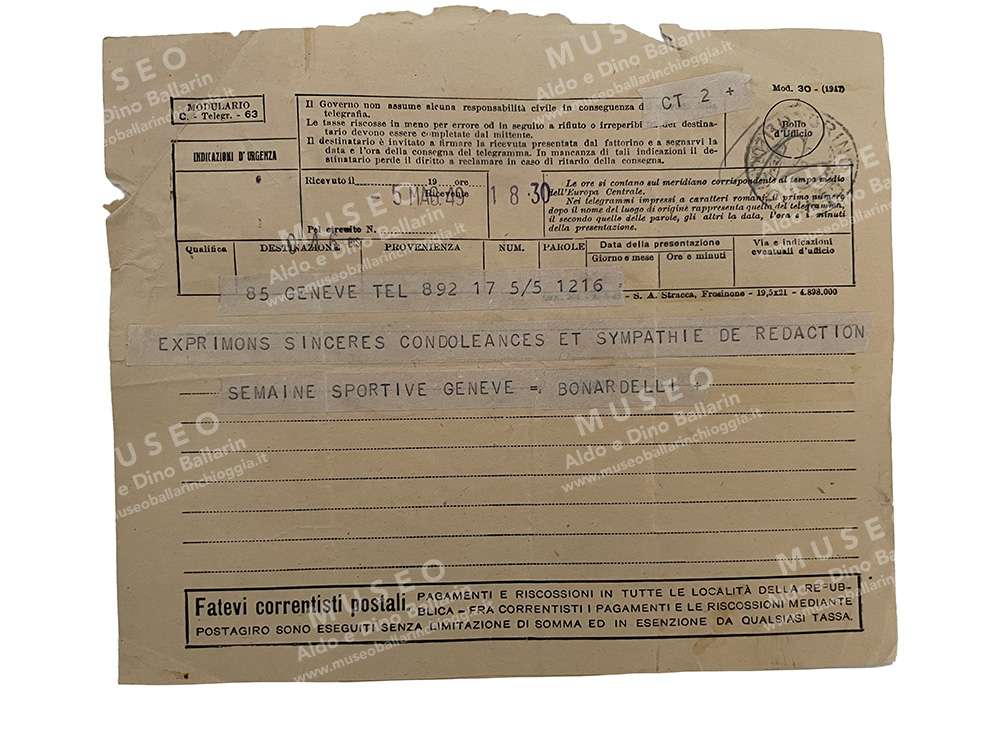 MODULARIO
C. - Telegr. - 63
INDICAZIONI D'URGENZA
Il Governo non assume alcuna responsabilità civile in conseguenza
telegrafia.
Le tasse riscosse in meno per errore od in seguito a rifiuto o irreperibi del destina-
tario devono essere completate dal mittente.
Il destinatario è invitato a firmare la ricevuta presentata dal fattorino e a segnarvi la
data e l'ora della consegna del telegramma. In mancanza di tali indicazioni il de-
stinatario perde il diritto a reclamare in caso di ritardo della consegna.
CT 2 +
Mod. 30 - (1947)
Bollo
d'Ufficio
Ricevuto il 19 ore
- 5 MAG.49 18 30
Ricevente
Pel circuito N.
Le ore si contano sul meridiano corrispondente al tempo medio
dell'Europa Centrale.
Nei telegrammi impressi a caratteri romani, il primo numero
dopo il nome del luogo di origine rappresenta quello del telegramma,
il secondo quello delle parole, gli altri la data, l'ora e i minuti
della presentazione.
Qualifica DESTINAZIONE PROVENIENZA NUM. PAROLE Data della presentazione Via e indicazioni
Giorno e mese Ore e minuti eventuali d'ufficio
85 GENEVE TEL 892 17 5/5 1216 =
- S. A. Stracca, Frosinone - 19,5x21 - 4.898.000
EXPRIMONS SINCERES CONDOLEANCES ET SYMPATHIE DE REDACTION
SEMAINE SPORTIVE GENEVE =. BONARDELLI +
Fatevi correntisti postali. PAGAMENTI E RISCOSSIONI IN TUTTE LE LOCALITÀ DELLA RE-UB-
BLICA - FRA CORRENTISTI I PAGAMENTI E LE RISCOSSIONI MEDIANTE
POSTAGIRO SONO ESEGUITI SENZA LIMITAZIONE DI SOMMA ED IN ESENZIONE DA QUALSIASI TASSA.
MUSEO
Aldo e Dino Ballarin
www.museoballarinchioggia.it